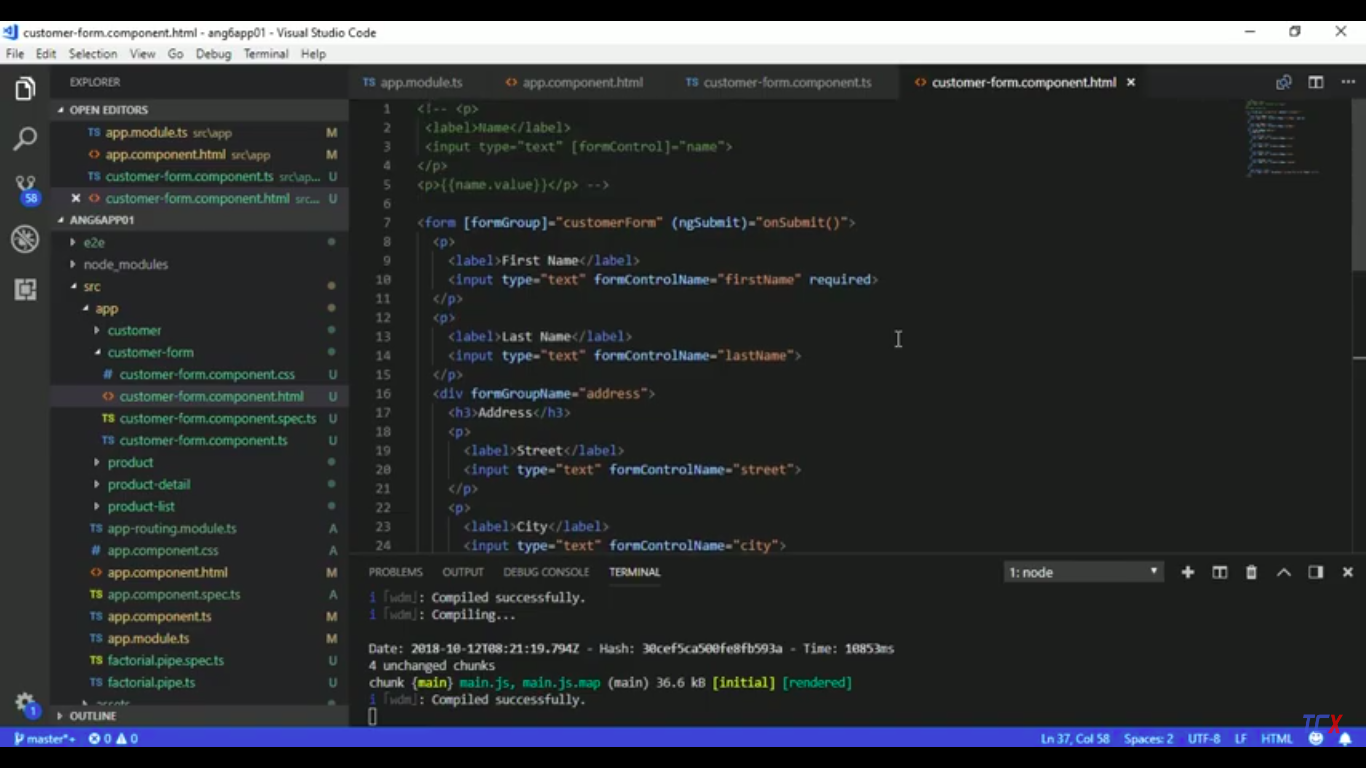 customer-form.component.html - ang6app01 - Visual Studio Code
File Edit Selection View Go Debug Terminal Help
EXPLORER
OPEN EDITORS
TS app.module.ts src\app M
<> app.component.html src\app M
TS customer-form.component.ts src\ap... U
× <> customer-form.component.html src... U
58
ANG6APP01
e2e
node_modules
src
app
customer
customer-form
# customer-form.component.css U
<> customer-form.component.html U
TS customer-form.component.spec.ts U
TS customer-form.component.ts U
product
product-detail
product-list
TS app-routing.module.ts A
# app.component.css A
<> app.component.html M
TS app.component.spec.ts A
TS app.component.ts M
TS app.module.ts M
TS factorial.pipe.spec.ts U
TS factorial.pipe.ts U
assets
OUTLINE
1
TS app.module.ts <> app.component.html TS customer-form.component.ts <> customer-form.component.html ×
1 <!-- <p>
2 <label>Name</label>
3 <input type="text" [formControl]="name">
4 </p>
5 <p>{{name.value}}</p> -->
6
7 <form [formGroup]="customerForm" (ngSubmit)="onSubmit()">
8 <p>
9 <label>First Name</label>
10 <input type="text" formControlName="firstName" required>
11 </p>
12 <p>
13 <label>Last Name</label>
14 <input type="text" formControlName="lastName">
15 </p>
16 <div formGroupName="address">
17 <h3>Address</h3>
18 <p>
19 <label>Street</label>
20 <input type="text" formControlName="street">
21 </p>
22 <p>
23 <label>City</label>
24 <input type="text" formControlName="city">
PROBLEMS OUTPUT DEBUG CONSOLE TERMINAL 1: node
i ｢wdm｣: Compiled successfully.
i ｢wdm｣: Compiling...
Date: 2018-10-12T08:21:19.794Z - Hash: 30cef5ca500fe8fb593a - Time: 10853ms
4 unchanged chunks
chunk {main} main.js, main.js.map (main) 36.6 kB [initial] [rendered]
i ｢wdm｣: Compiled successfully.
TCX
master*+ 0 0 Ln 37, Col 58 Spaces: 2 UTF-8 LF HTML